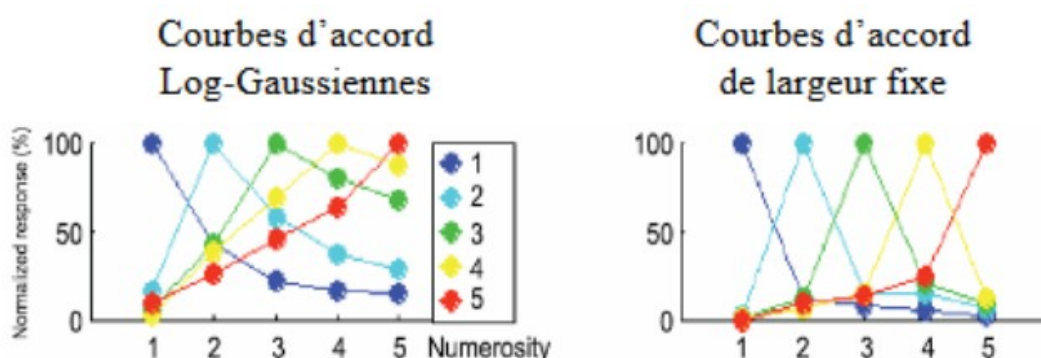 Courbes d'accord
Log-Gaussiennes
Courbes d'accord
de largeur fixe
Normalized response (%)
100
50
0
1 2 3 4 5 Numerosity
1
2
3
4
5
100
50
0
1 2 3 4 5